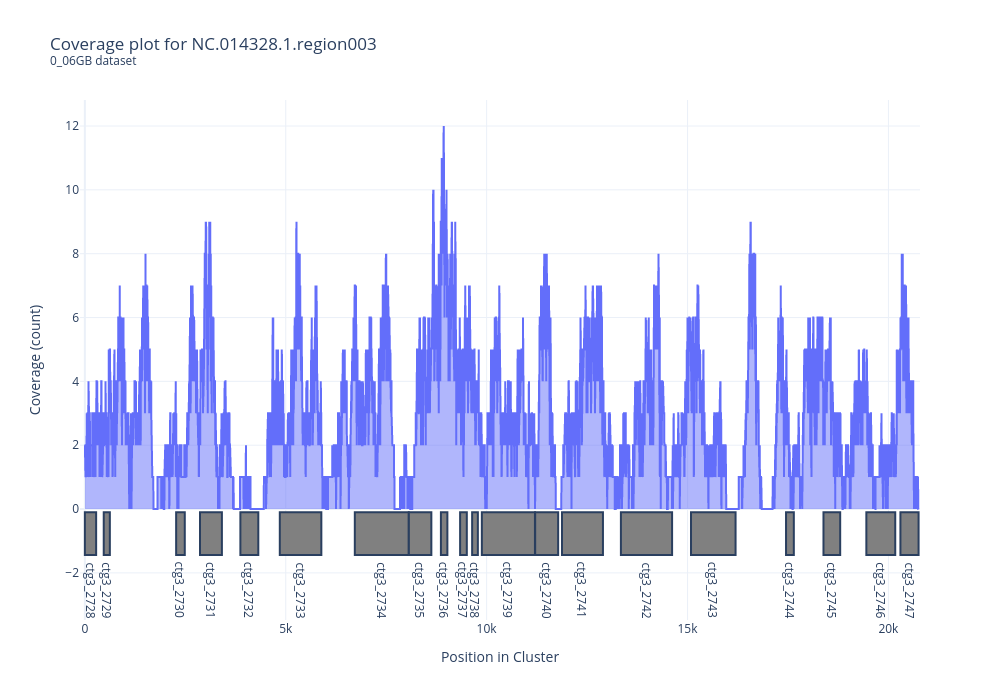 Coverage plot for NC.014328.1.region003
0_06GB dataset
Coverage (count)
12
10
8
6
4
2
0
−2
ctg3_2728
ctg3_2729
ctg3_2730
ctg3_2731
ctg3_2732
ctg3_2733
ctg3_2734
ctg3_2735
ctg3_2736
ctg3_2737
ctg3_2738
ctg3_2739
ctg3_2740
ctg3_2741
ctg3_2742
ctg3_2743
ctg3_2744
ctg3_2745
ctg3_2746
ctg3_2747
0 5k 10k 15k 20k
Position in Cluster